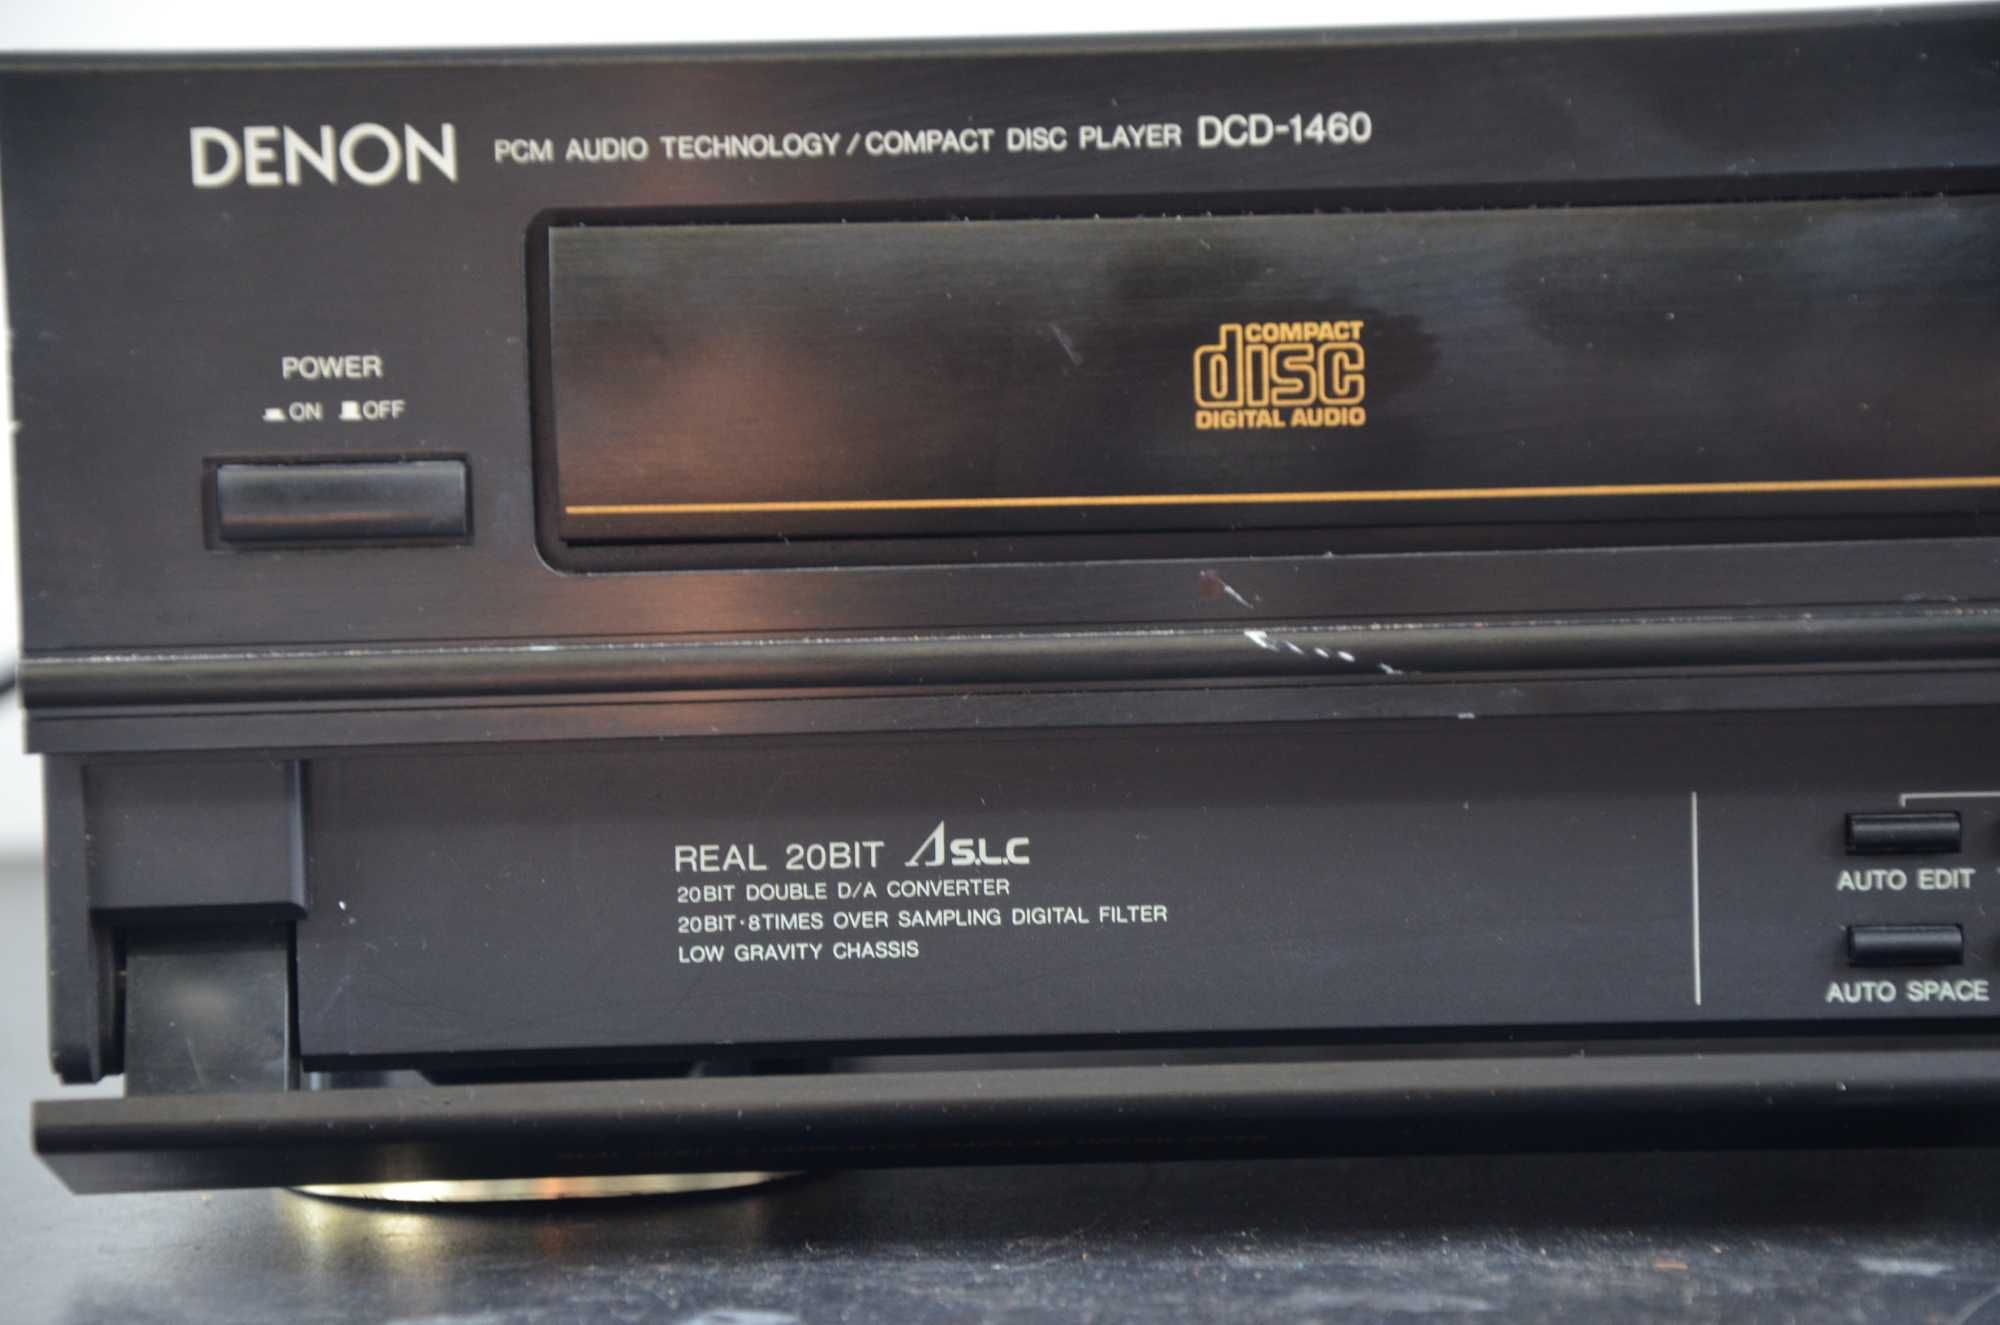 DENON PCM AUDIO TECHNOLOGY / COMPACT DISC PLAYER DCD-1460
COMPACT
disc
DIGITAL AUDIO
POWER
ON OFF
REAL 20BIT ΛS.L.C
20BIT DOUBLE D/A CONVERTER
20BIT·8TIMES OVER SAMPLING DIGITAL FILTER
LOW GRAVITY CHASSIS
AUTO EDIT
AUTO SPACE